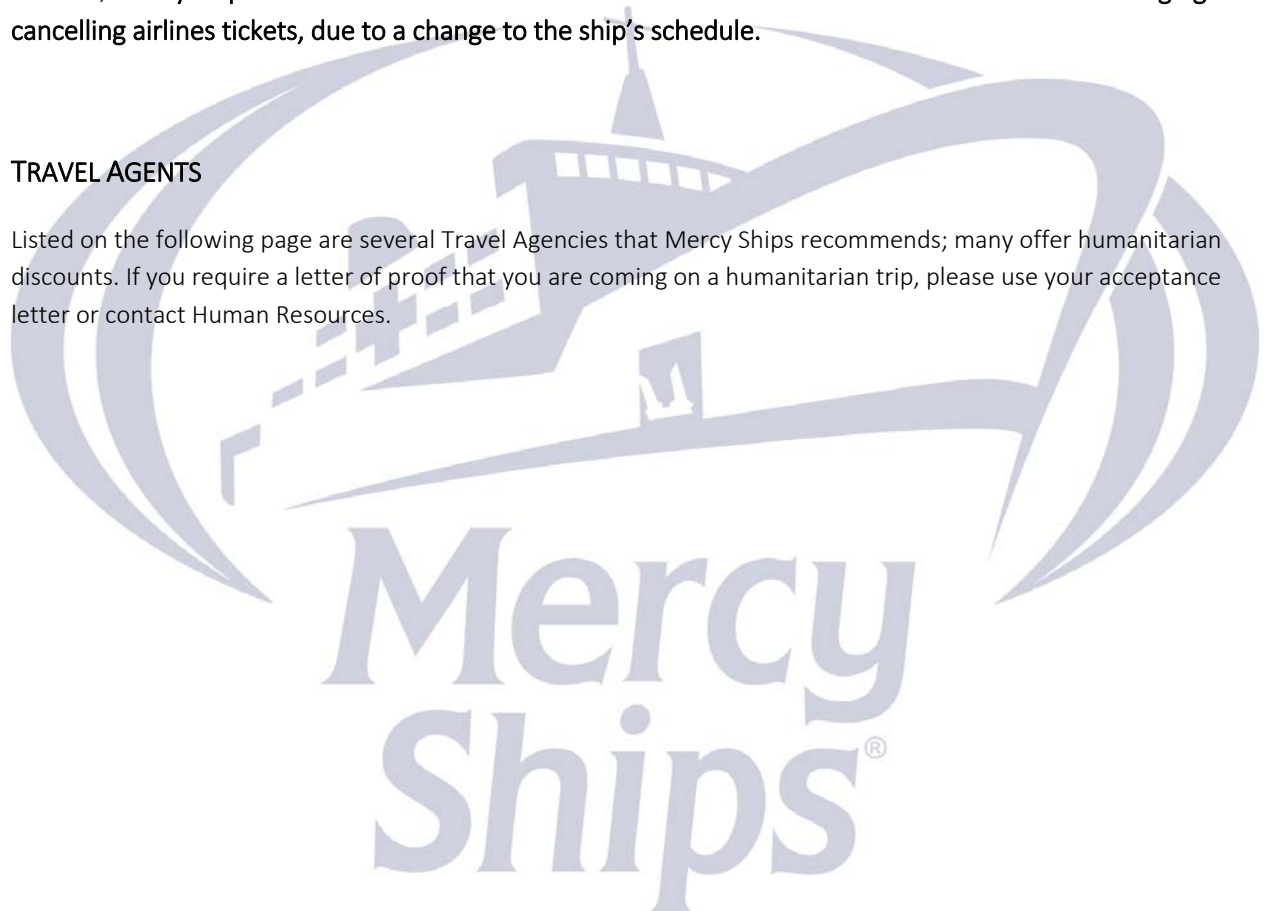 cancelling airlines tickets, due to a change to the ship’s schedule.
TRAVEL AGENTS
Listed on the following page are several Travel Agencies that Mercy Ships recommends; many offer humanitarian
discounts. If you require a letter of proof that you are coming on a humanitarian trip, please use your acceptance
letter or contact Human Resources.
Mercy
Ships®